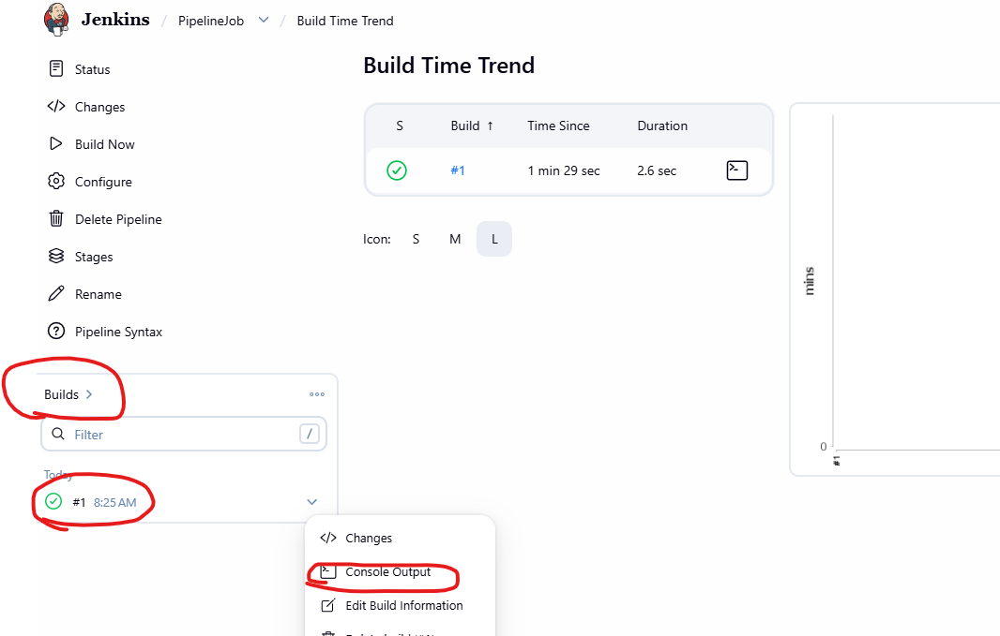 Jenkins / PipelineJob / Build Time Trend
Status
Changes
Build Now
Configure
Delete Pipeline
Stages
Rename
Pipeline Syntax
Builds
Filter /
Today
#1 8:25 AM
Changes
Console Output
Edit Build Information
Build Time Trend
S Build ↑ Time Since Duration
#1 1 min 29 sec 2.6 sec
Icon: S M L
mins
0
#1